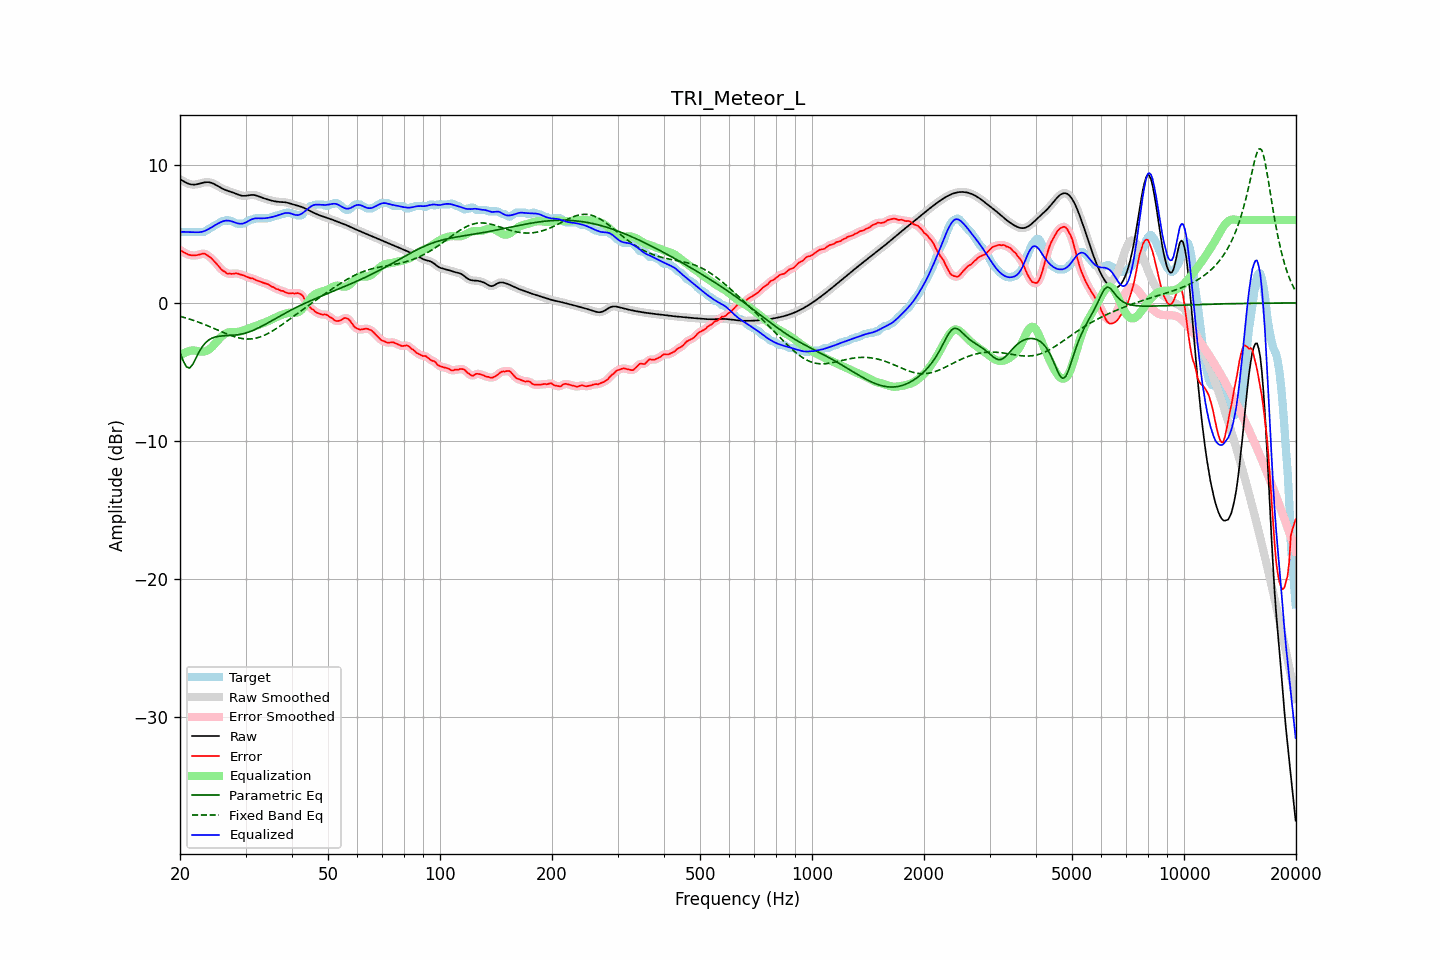 TRI_Meteor_L
Amplitude (dBr)
10
0
−10
−20
−30
Target
Raw Smoothed
Error Smoothed
Raw
Error
Equalization
Parametric Eq
Fixed Band Eq
Equalized
20 50 100 200 500 1000 2000 5000 10000 20000
Frequency (Hz)